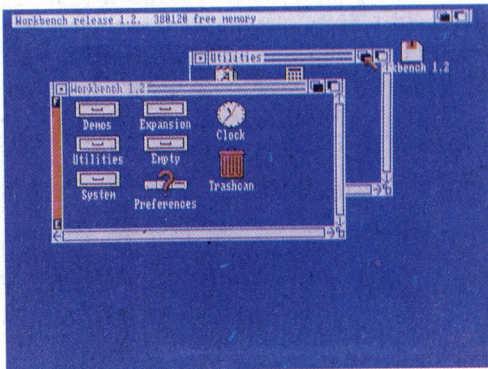 Workbench release 1.2. 380120 free memory
Utilities
Workbench 1.2
Workbench 1.2
Demos
Expansion
Clock
Utilities
Empty
Trashcan
System
Preferences
E